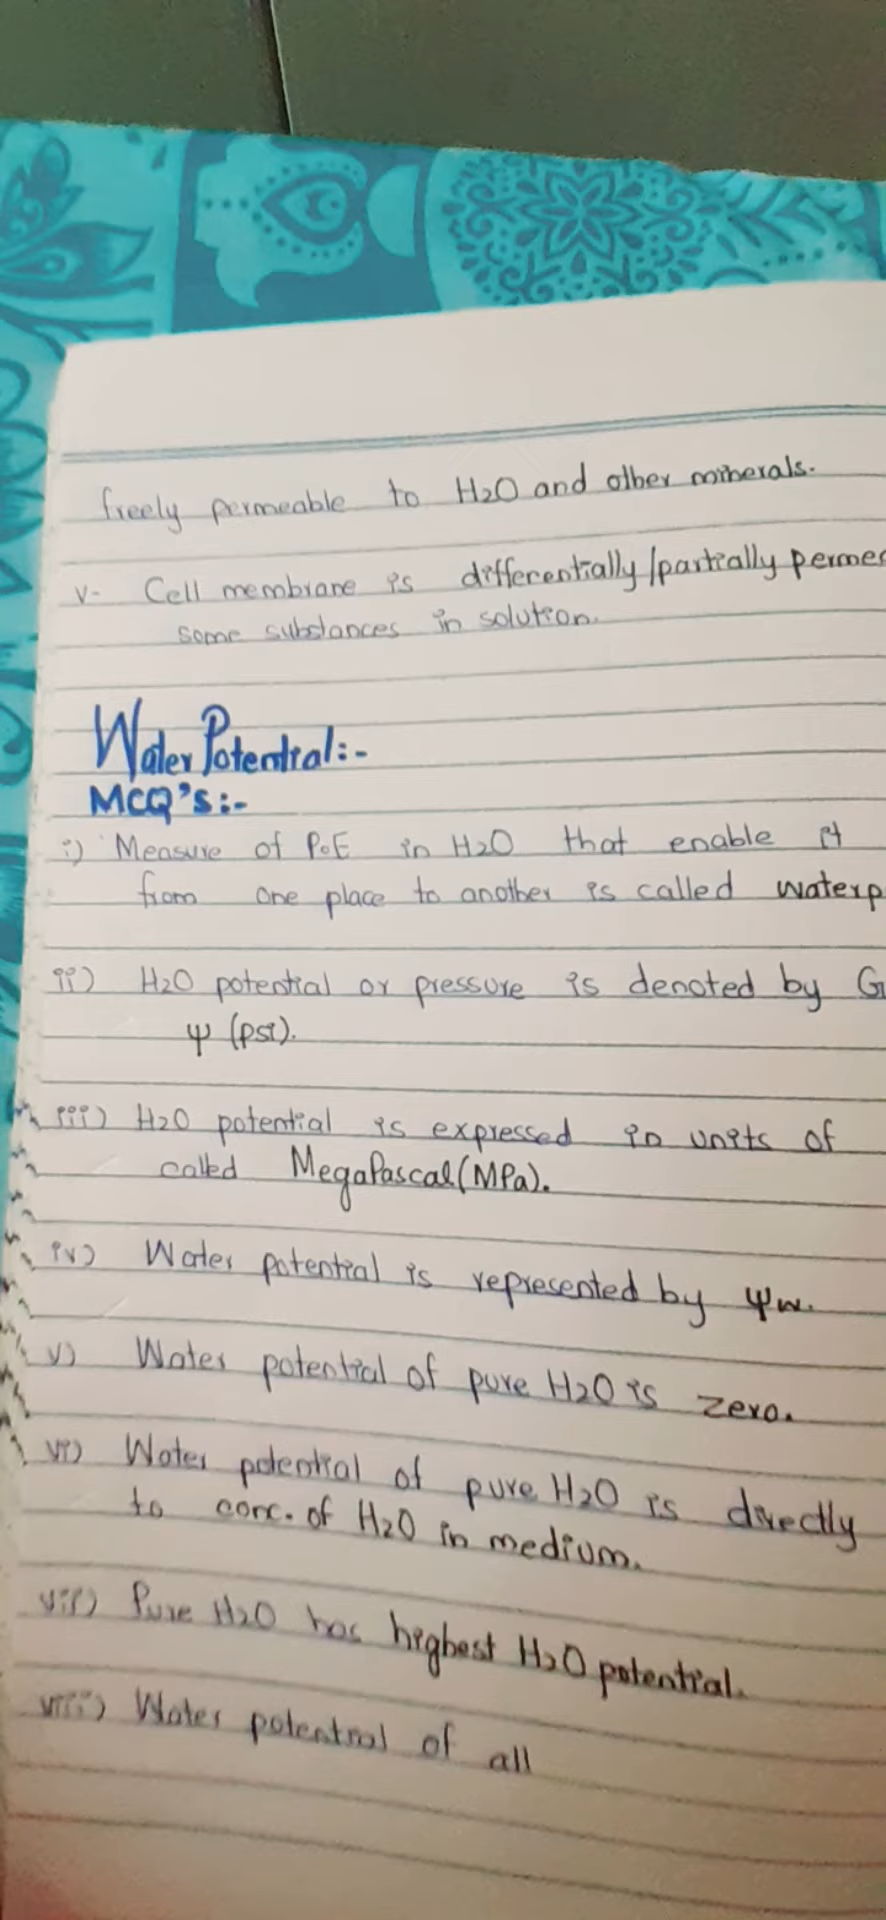 freely permeable to H2O and other minerals.
v- Cell membrane is differentially/partially permea
some substances in solution.
Water Potential:-
MCQ's:-
i) Measure of P.E in H2O that enable it
from one place to another is called waterp
ii) H2O potential or pressure is denoted by G
ψ (psi).
iii) H2O potential is expressed in units of
called MegaPascal(MPa).
iv) Water potential is represented by ψw.
v) Water potential of pure H2O is zero.
vi) Water potential of pure H2O is directly
to conc. of H2O in medium.
vii) Pure H2O has highest H2O potential.
viii) Water potential of all